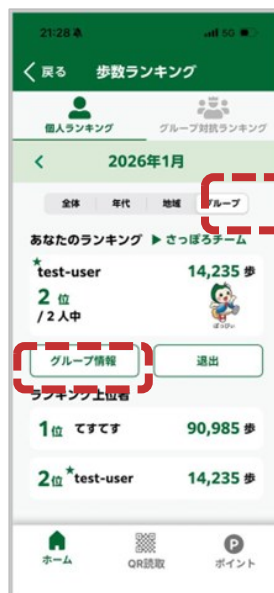 21:28 5G
戻る 歩数ランキング
個人ランキング グループ対抗ランキング
2026年1月
全体 年代 地域 グループ
あなたのランキング ▶ さっぽろチーム
★test-user 14,235 歩
2 位
/ 2 人中
グループ情報 退出
ランキング上位者
1位 てすてす 90,985 歩
2位 ★test-user 14,235 歩
ホーム QR読取 P ポイント